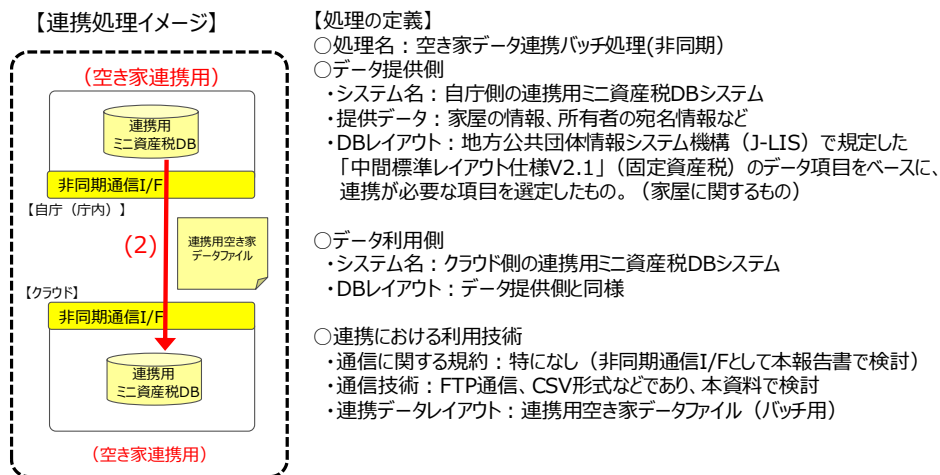 【連携処理イメージ】
(空き家連携用)
連携用
ミニ資産税DB
非同期通信I/F
【自庁（庁内）】
(2)
連携用空き家
データファイル
【クラウド】
非同期通信I/F
連携用
ミニ資産税DB
（空き家連携用）
【処理の定義】
○処理名：空き家データ連携バッチ処理(非同期)
○データ提供側
・システム名：自庁側の連携用ミニ資産税DBシステム
・提供データ：家屋の情報、所有者の宛名情報など
・DBレイアウト：地方公共団体情報システム機構（J-LIS）で規定した
「中間標準レイアウト仕様V2.1」（固定資産税）のデータ項目をベースに、
連携が必要な項目を選定したもの。（家屋に関するもの）
○データ利用側
・システム名：クラウド側の連携用ミニ資産税DBシステム
・DBレイアウト：データ提供側と同様
○連携における利用技術
・通信に関する規約：特になし（非同期通信I/Fとして本報告書で検討）
・通信技術：FTP通信、CSV形式などであり、本資料で検討
・連携データレイアウト：連携用空き家データファイル（バッチ用）